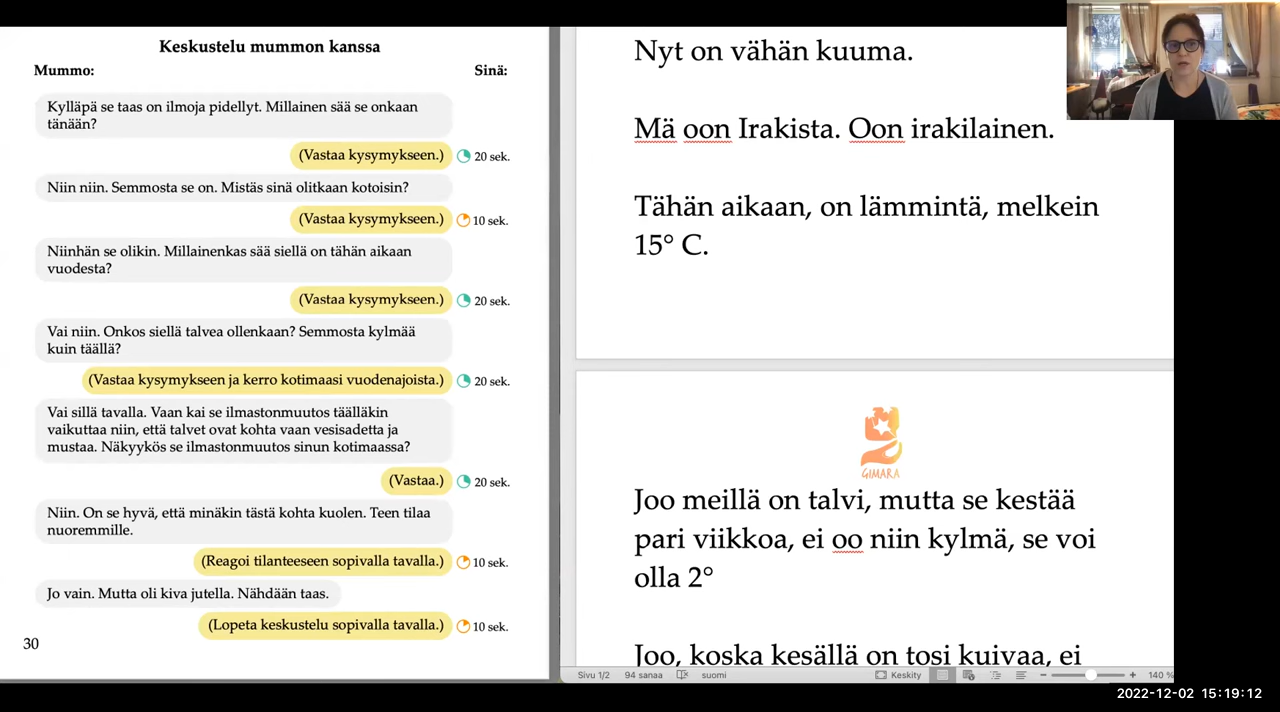 Keskustelu mummon kanssa
Mummo:
Sinä:
Kylläpä se taas on ilmoja pidellyt. Millainen sää se onkaan
tänään?
(Vastaa kysymykseen.)
20 sek.
Niin niin. Semmosta se on. Mistäs sinä olitkaan kotoisin?
(Vastaa kysymykseen.)
10 sek.
Niinhän se olikin. Millainenkas sää siellä on tähän aikaan
vuodesta?
(Vastaa kysymykseen.)
20 sek.
Vai niin. Onkos siellä talvea ollenkaan? Semmosta kylmää
kuin täällä?
(Vastaa kysymykseen ja kerro kotimaasi vuodenajoista.)
20 sek.
Vai sillä tavalla. Vaan kai se ilmastonmuutos täälläkin
vaikuttaa niin, että talvet ovat kohta vaan vesisadetta ja
mustaa. Näkyykös se ilmastonmuutos sinun kotimaassa?
(Vastaa.)
20 sek.
Niin. On se hyvä, että minäkin tästä kohta kuolen. Teen tilaa
nuoremmille.
(Reagoi tilanteeseen sopivalla tavalla.)
10 sek.
Jo vain. Mutta oli kiva jutella. Nähdään taas.
(Lopeta keskustelu sopivalla tavalla.)
10 sek.
30
Nyt on vähän kuuma.
Mä oon Irakista. Oon irakilainen.
Tähän aikaan, on lämmintä, melkein
15° C.
GIMARA
Joo meillä on talvi, mutta se kestää
pari viikkoa, ei oo niin kylmä, se voi
olla 2°
Joo, koska kesällä on tosi kuivaa, ei
Sivu 1/2
94 sanaa
suomi
Keskity
140 %
2022-12-02 15:19:12